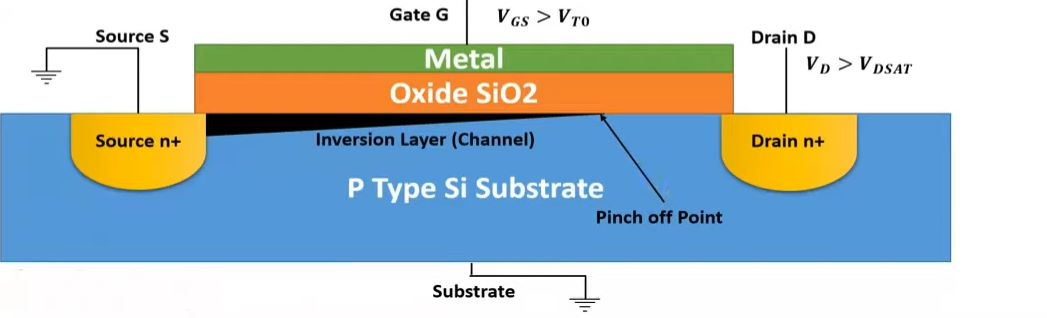 Gate G
V_GS > V_T0
Source S
Drain D
V_D > V_DSAT
Metal
Oxide SiO2
Source n+
Inversion Layer (Channel)
Drain n+
P Type Si Substrate
Pinch off Point
Substrate